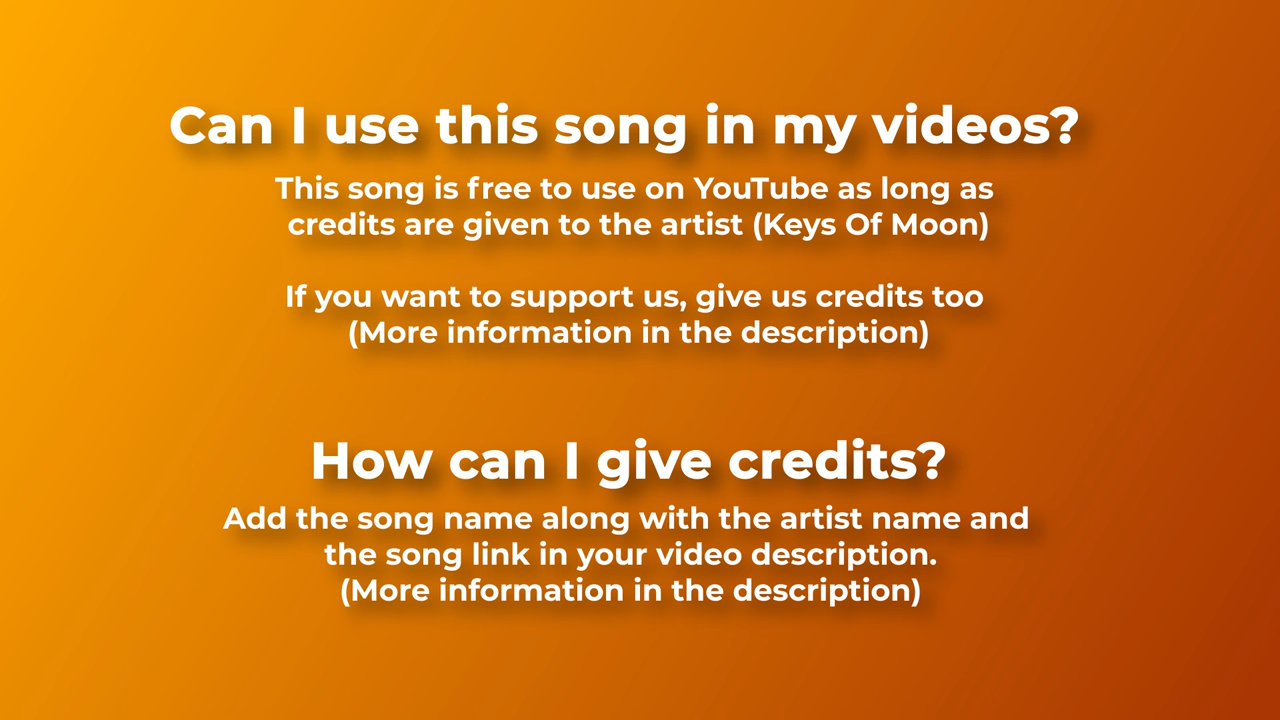 Can I use this song in my videos?
This song is free to use on YouTube as long as
credits are given to the artist (Keys Of Moon)
If you want to support us, give us credits too
(More information in the description)
How can I give credits?
Add the song name along with the artist name and
the song link in your video description.
(More information in the description)